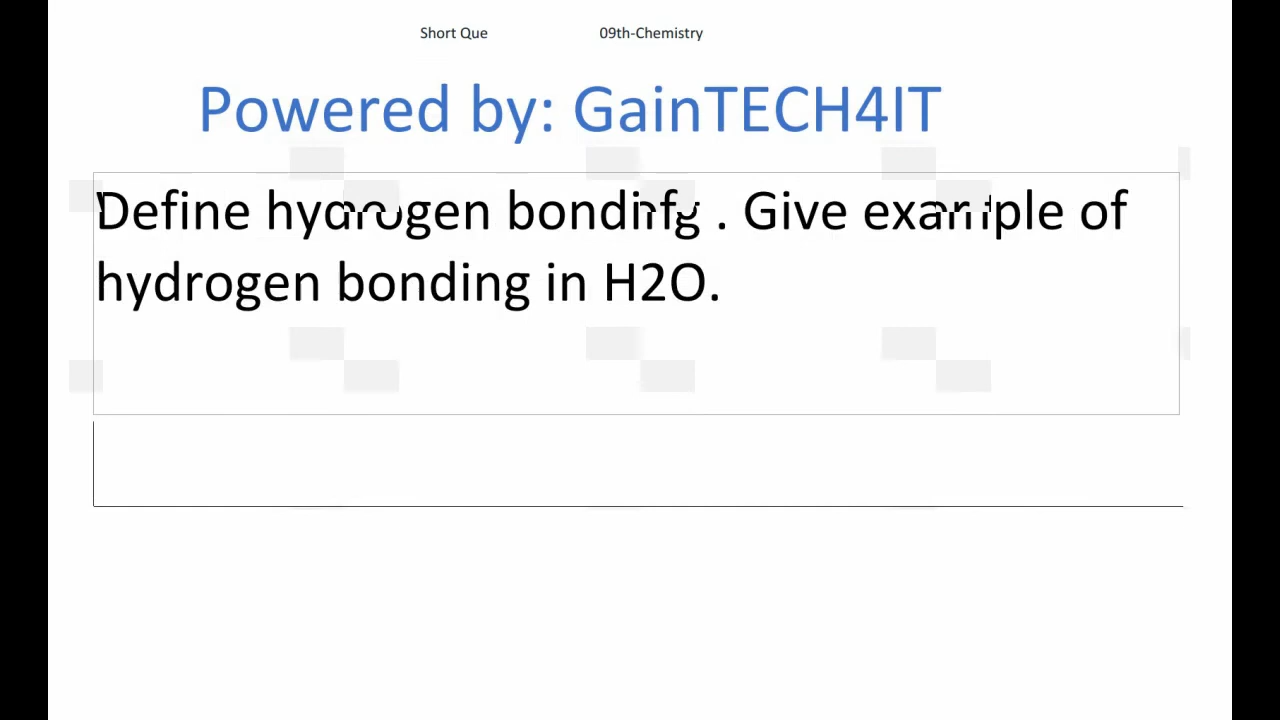 Short Que 09th-Chemistry
Powered by: GainTECH4IT
Define hydrogen bonding . Give example of
hydrogen bonding in H2O.